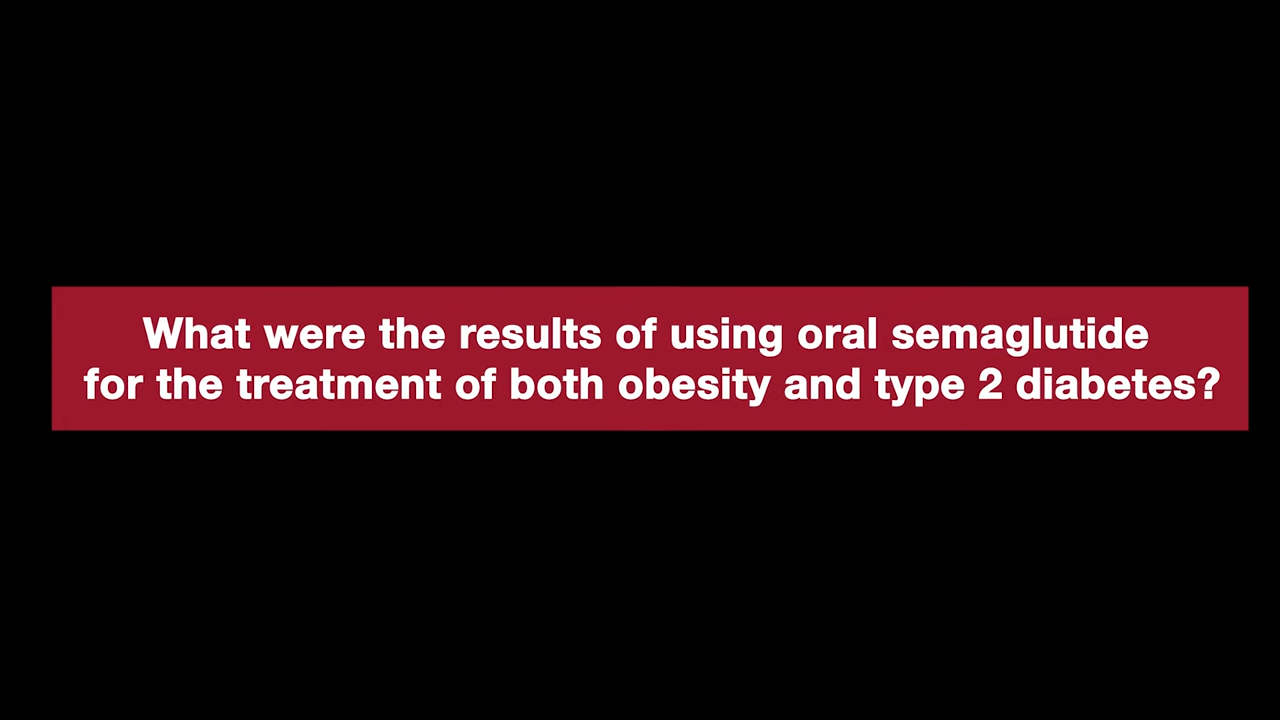 What were the results of using oral semaglutide
for the treatment of both obesity and type 2 diabetes?